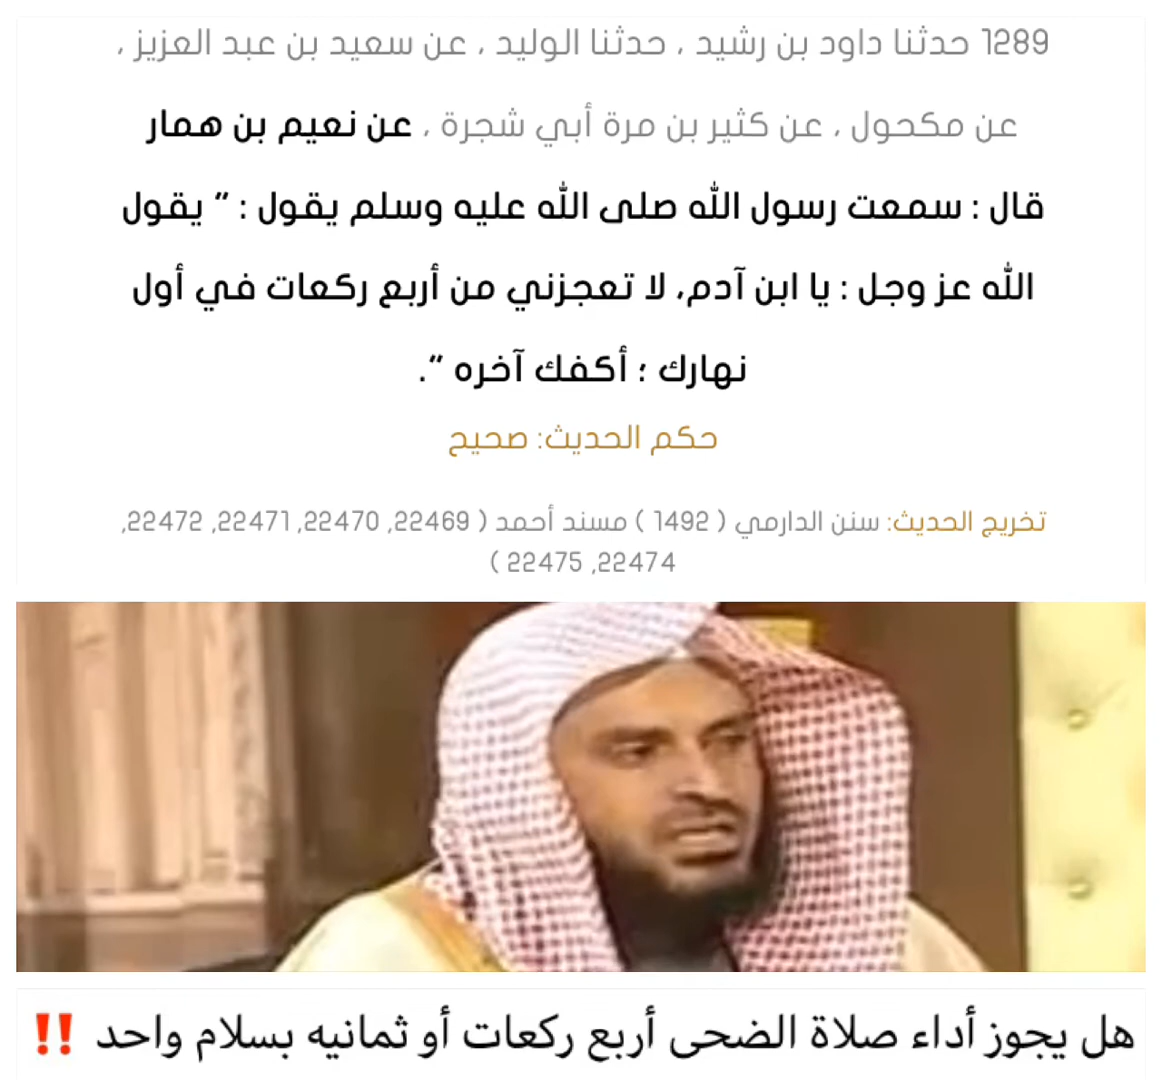 1289 حدثنا داود بن رشيد ، حدثنا الوليد ، عن سعيد بن عبد العزيز ،
عن مكحول ، عن كثير بن مرة أبي شجرة ، عن نعيم بن همار
قال : سمعت رسول الله صلى الله عليه وسلم يقول : " يقول
الله عز وجل : يا ابن آدم، لا تعجزني من أربع ركعات في أول
نهارك ؛ أكفك آخره ".
حكم الحديث: صحيح
تخريج الحديث: سنن الدارمي ( 1492 ) مسند أحمد ( 22469, 22470, 22471, 22472,
22474, 22475 )
هل يجوز أداء صلاة الضحى أربع ركعات أو ثمانيه بسلام واحد ‼️